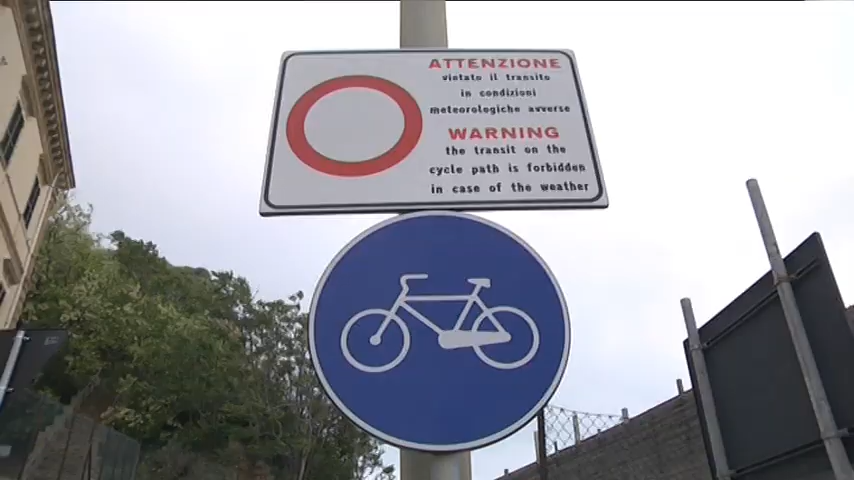 ATTENZIONE
vietato il transito
in condizioni
meteorologiche avverse
WARNING
the transit on the
cycle path is forbidden
in case of the weather